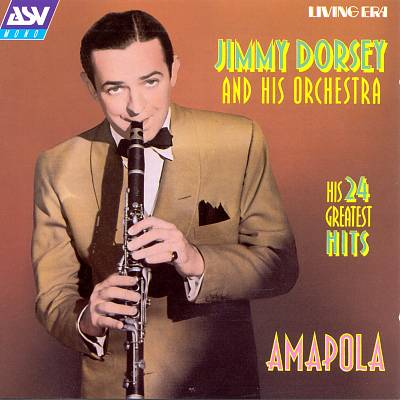 ASV
MONO
LIVING ERA
JIMMY DORSEY
AND HIS ORCHESTRA
HIS 24
GREATEST
HITS
AMAPOLA